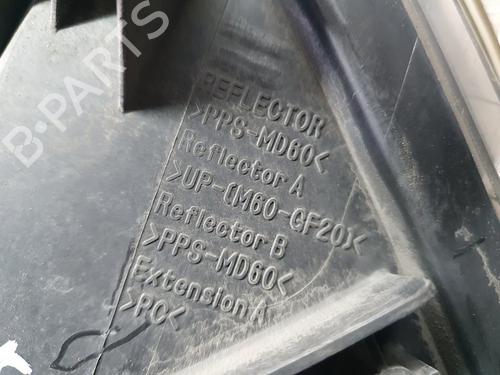 B-PARTS
REFLECTOR
>PPS-MD60<
Reflector A
>UP-(M60-GF20)<
Reflector B
>PPS-MD60<
Extension A
>PC<